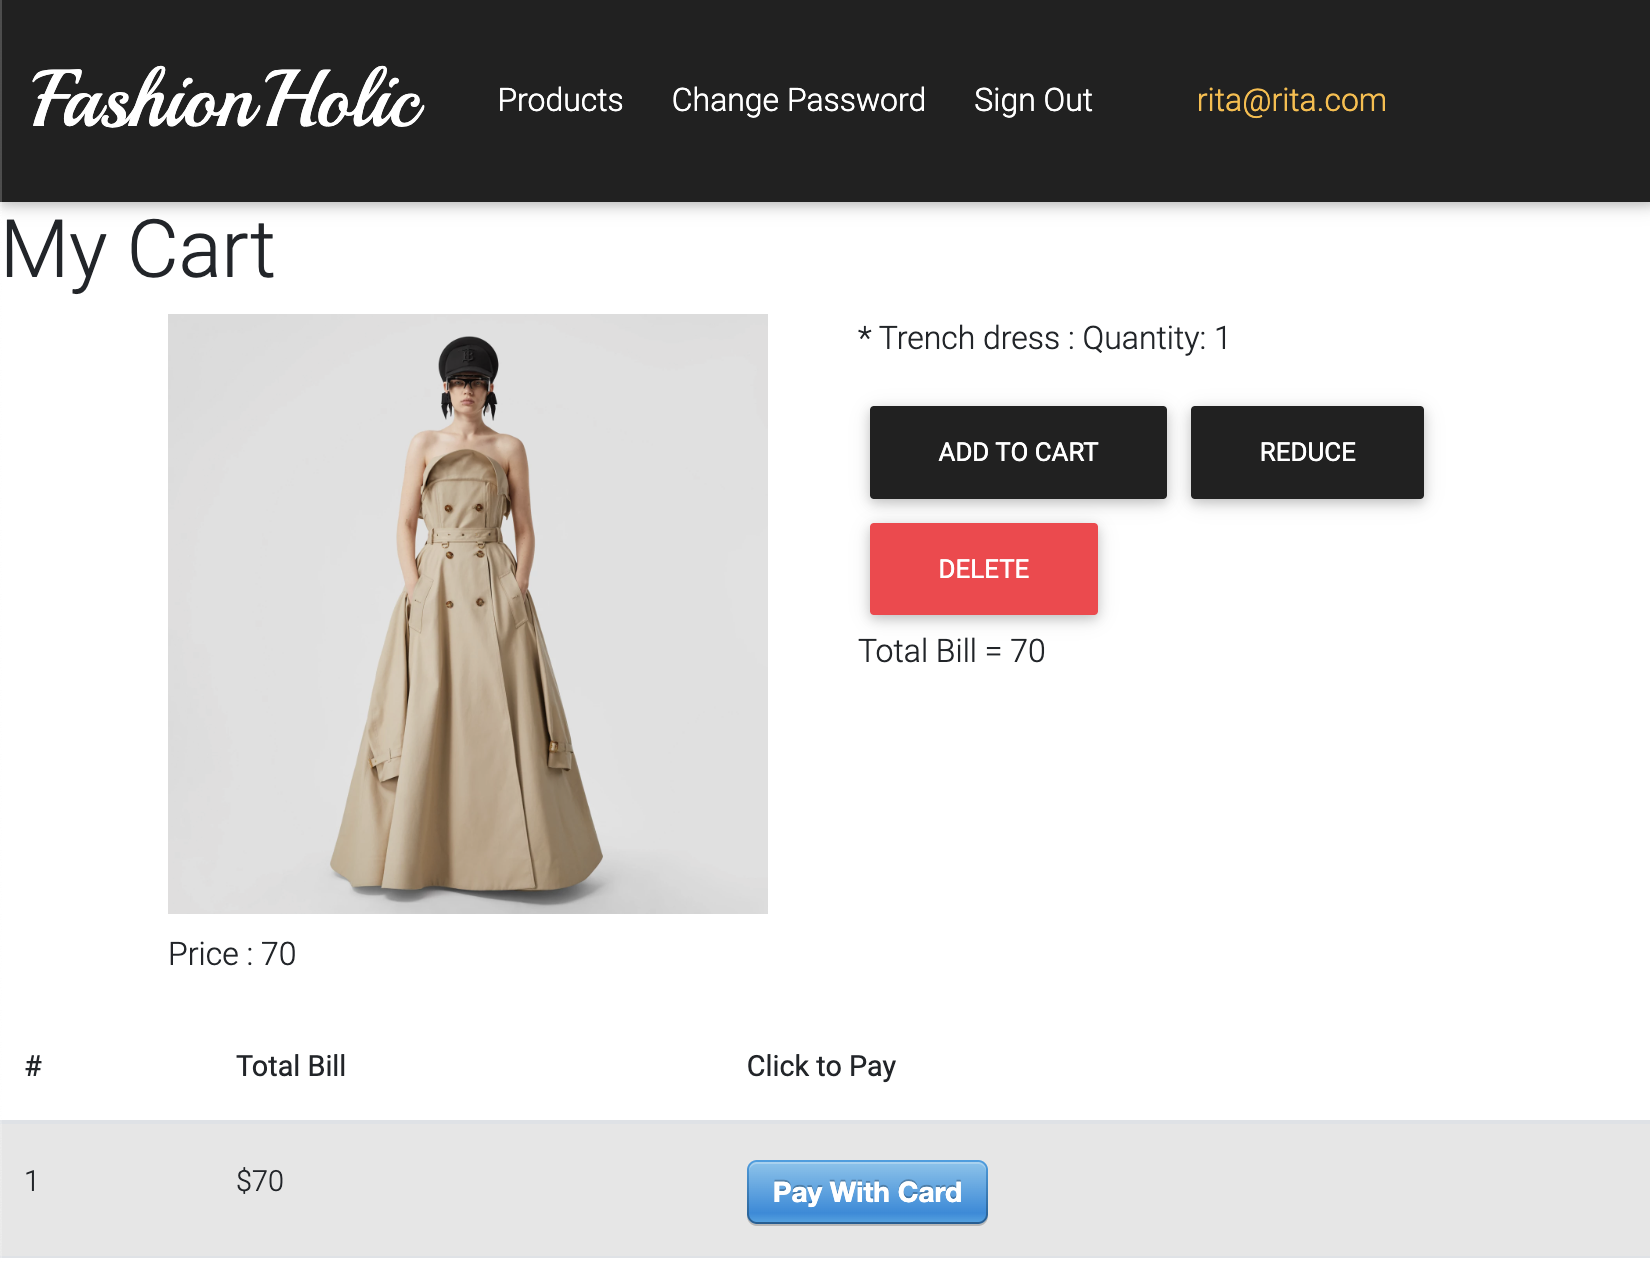 FashionHolic Products Change Password Sign Out rita@rita.com
My Cart
* Trench dress : Quantity: 1
ADD TO CART REDUCE
DELETE
Total Bill = 70
Price : 70
# Total Bill Click to Pay
1 $70 Pay With Card